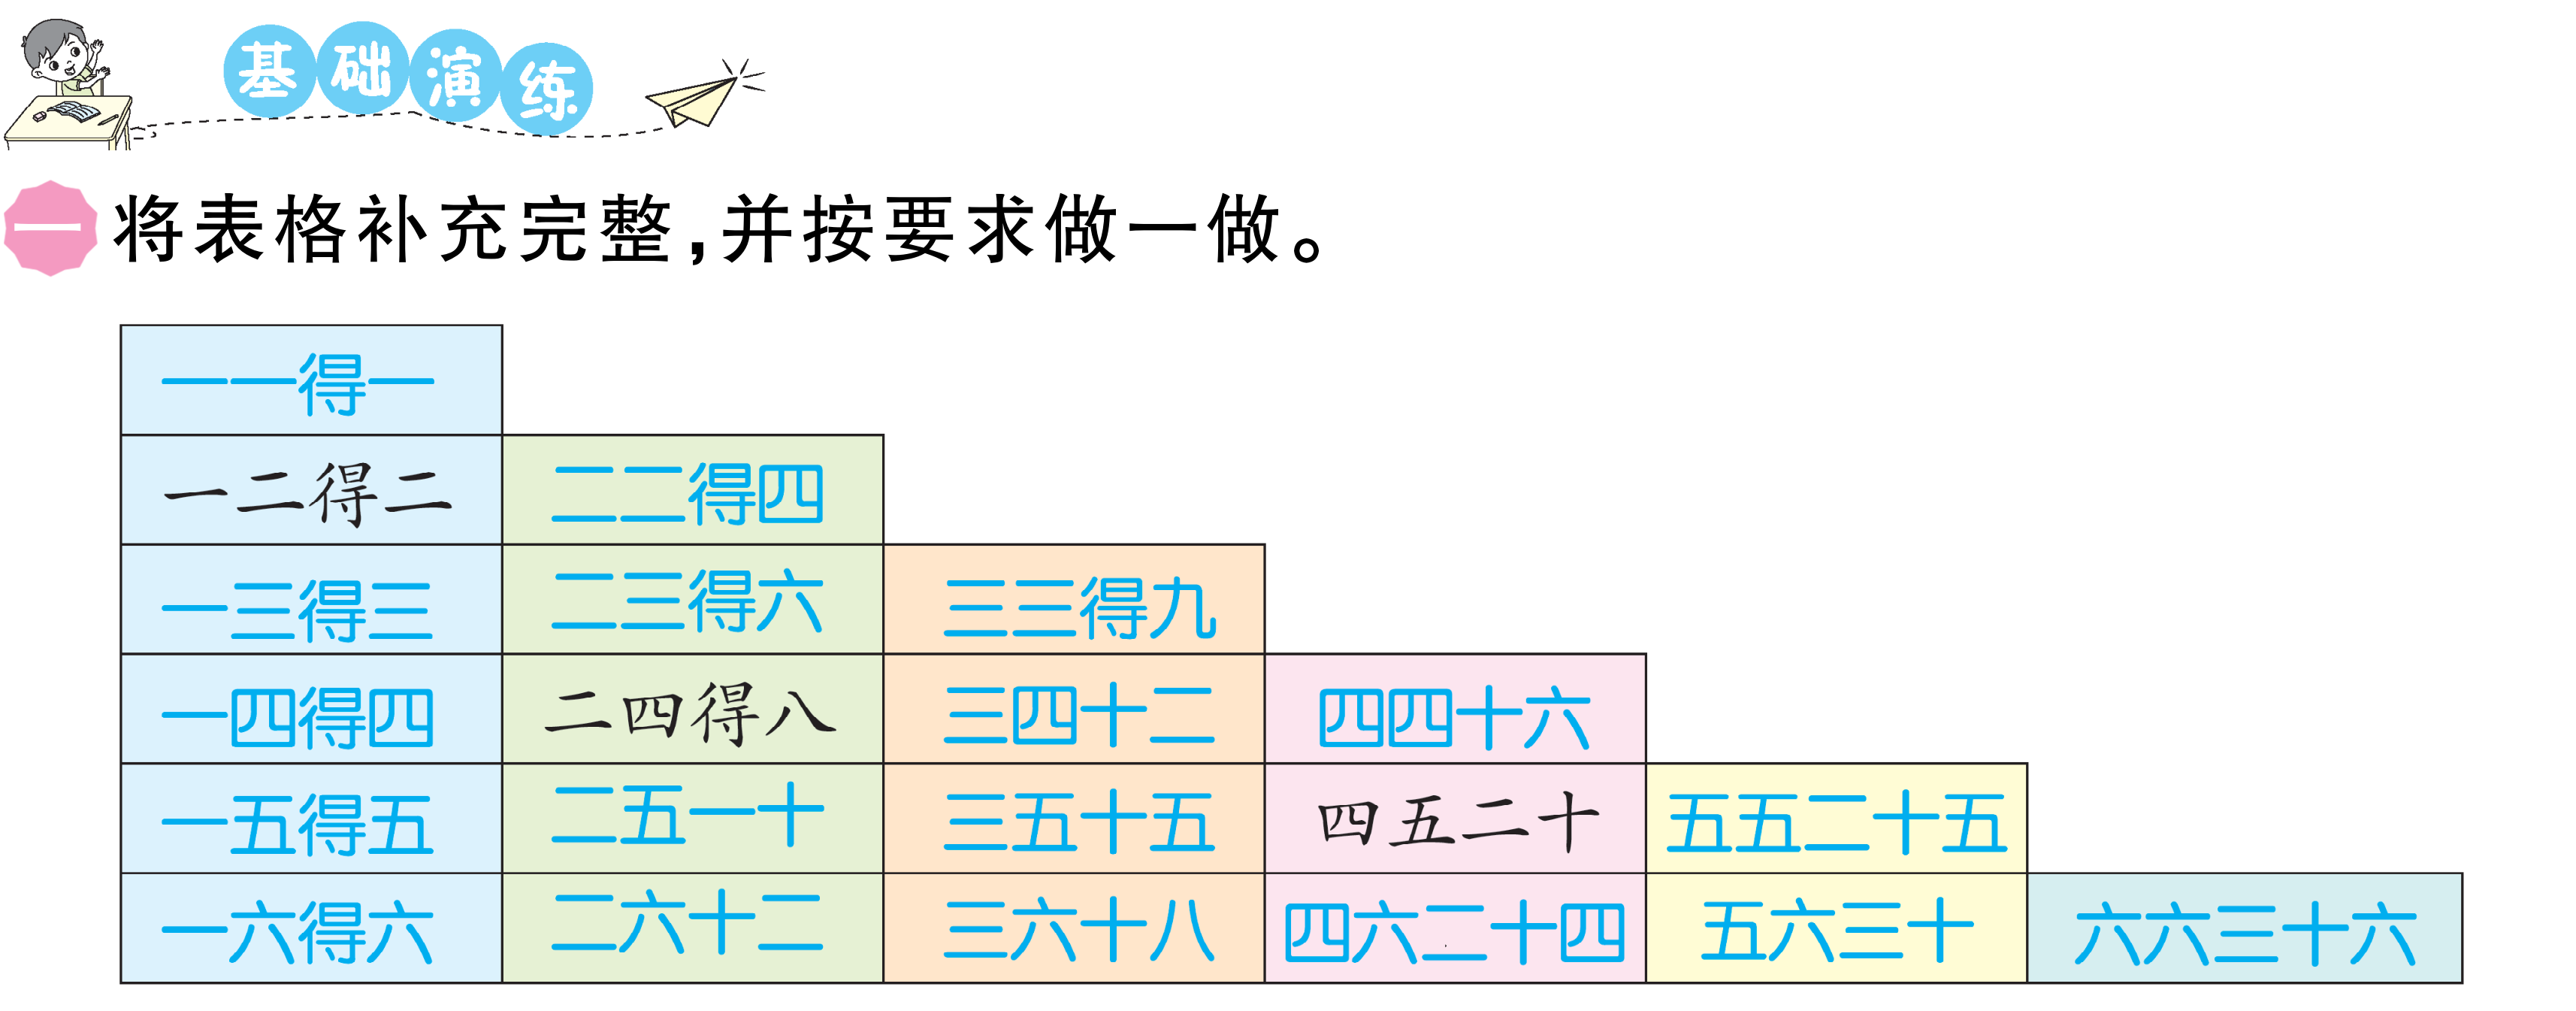 基础演练
一 将表格补充完整,并按要求做一做。
一一得一
一二得二 二二得四
一三得三 二三得六 三三得九
一四得四 二四得八 三四十二 四四十六
一五得五 二五一十 三五十五 四五二十 五五二十五
一六得六 二六十二 三六十八 四六二十四 五六三十 六六三十六